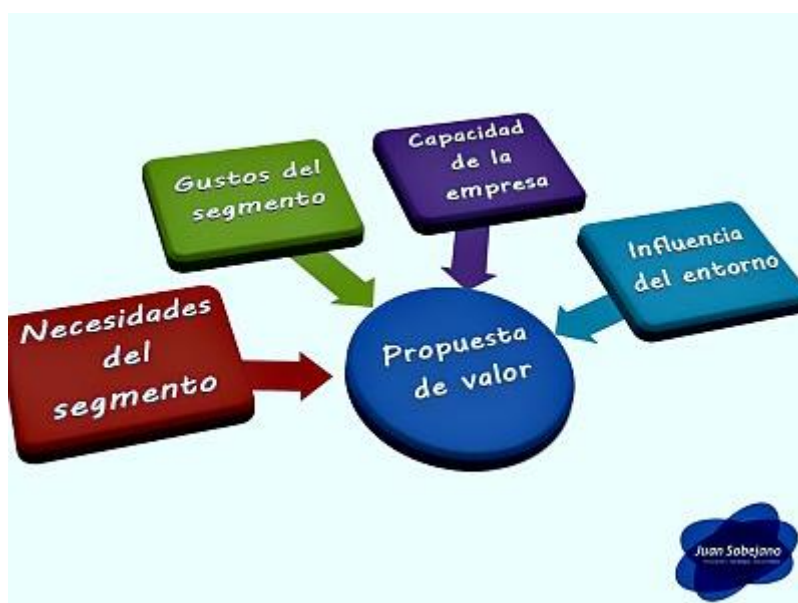 Necesidades
del
segmento
Gustos del
segmento
Capacidad
de la
empresa
Influencia
del entorno
Propuesta
de valor
Juan Sobejano